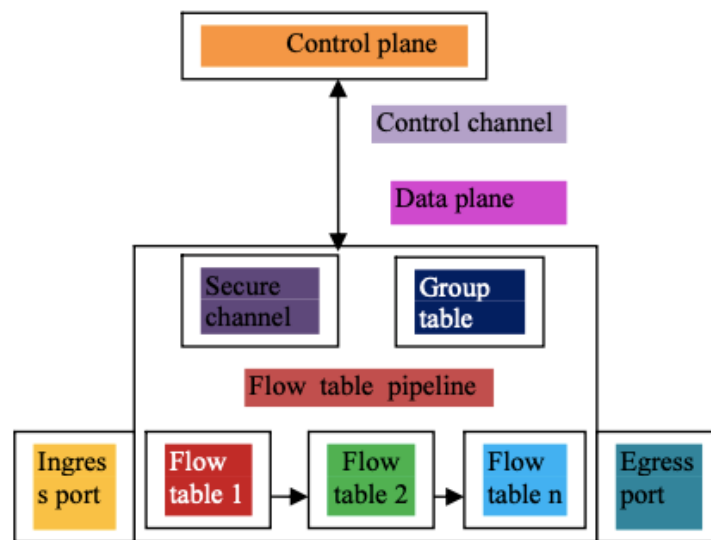 Control plane
Control channel
Data plane
Secure
channel
Group
table
Flow table pipeline
Ingres
s port
Flow
table 1
Flow
table 2
Flow
table n
Egress
port